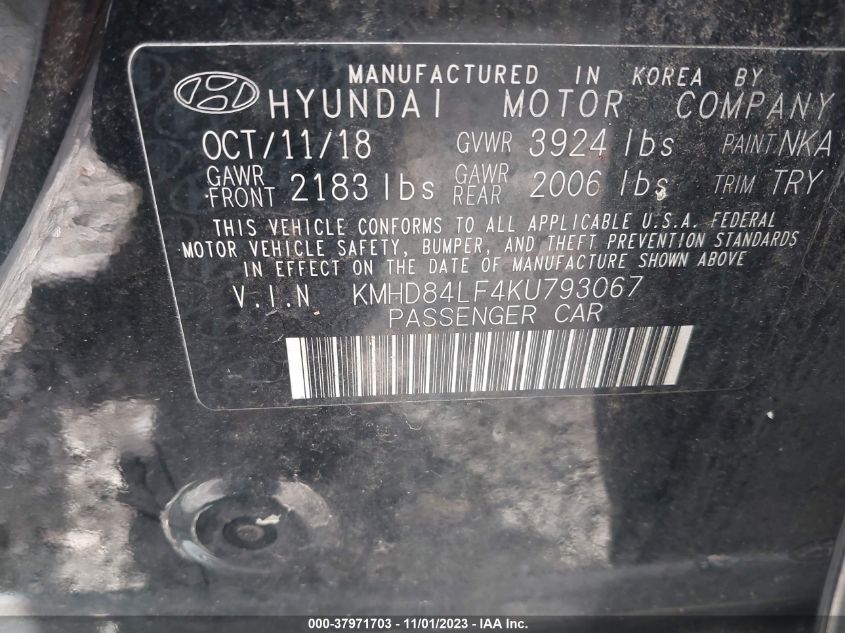 MANUFACTURED IN KOREA BY
HYUNDAI MOTOR COMPANY
OCT/11/18 GVWR 3924 lbs PAINT NKA
GAWR FRONT 2183 lbs GAWR REAR 2006 lbs TRIM TRY
THIS VEHICLE CONFORMS TO ALL APPLICABLE U.S.A. FEDERAL
MOTOR VEHICLE SAFETY, BUMPER, AND THEFT PREVENTION STANDARDS
IN EFFECT ON THE DATE OF MANUFACTURE SHOWN ABOVE
V.I.N KMHD84LF4KU793067
PASSENGER CAR
000-37971703 - 11/01/2023 - IAA Inc.